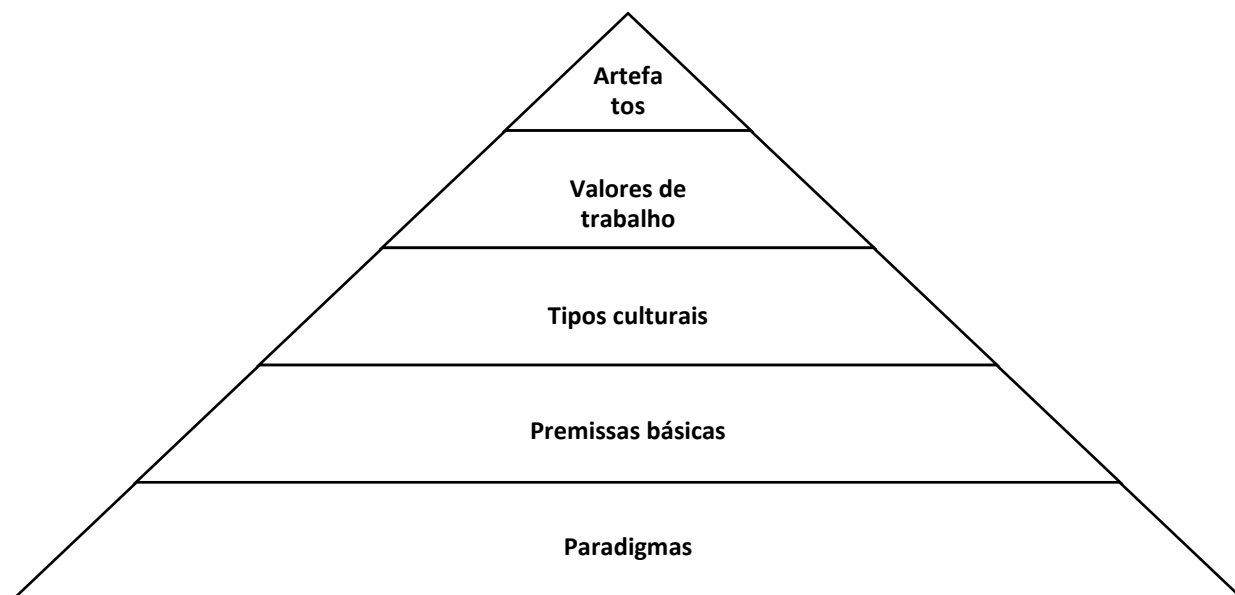 Artefa
tos
Valores de
trabalho
Tipos culturais
Premissas básicas
Paradigmas